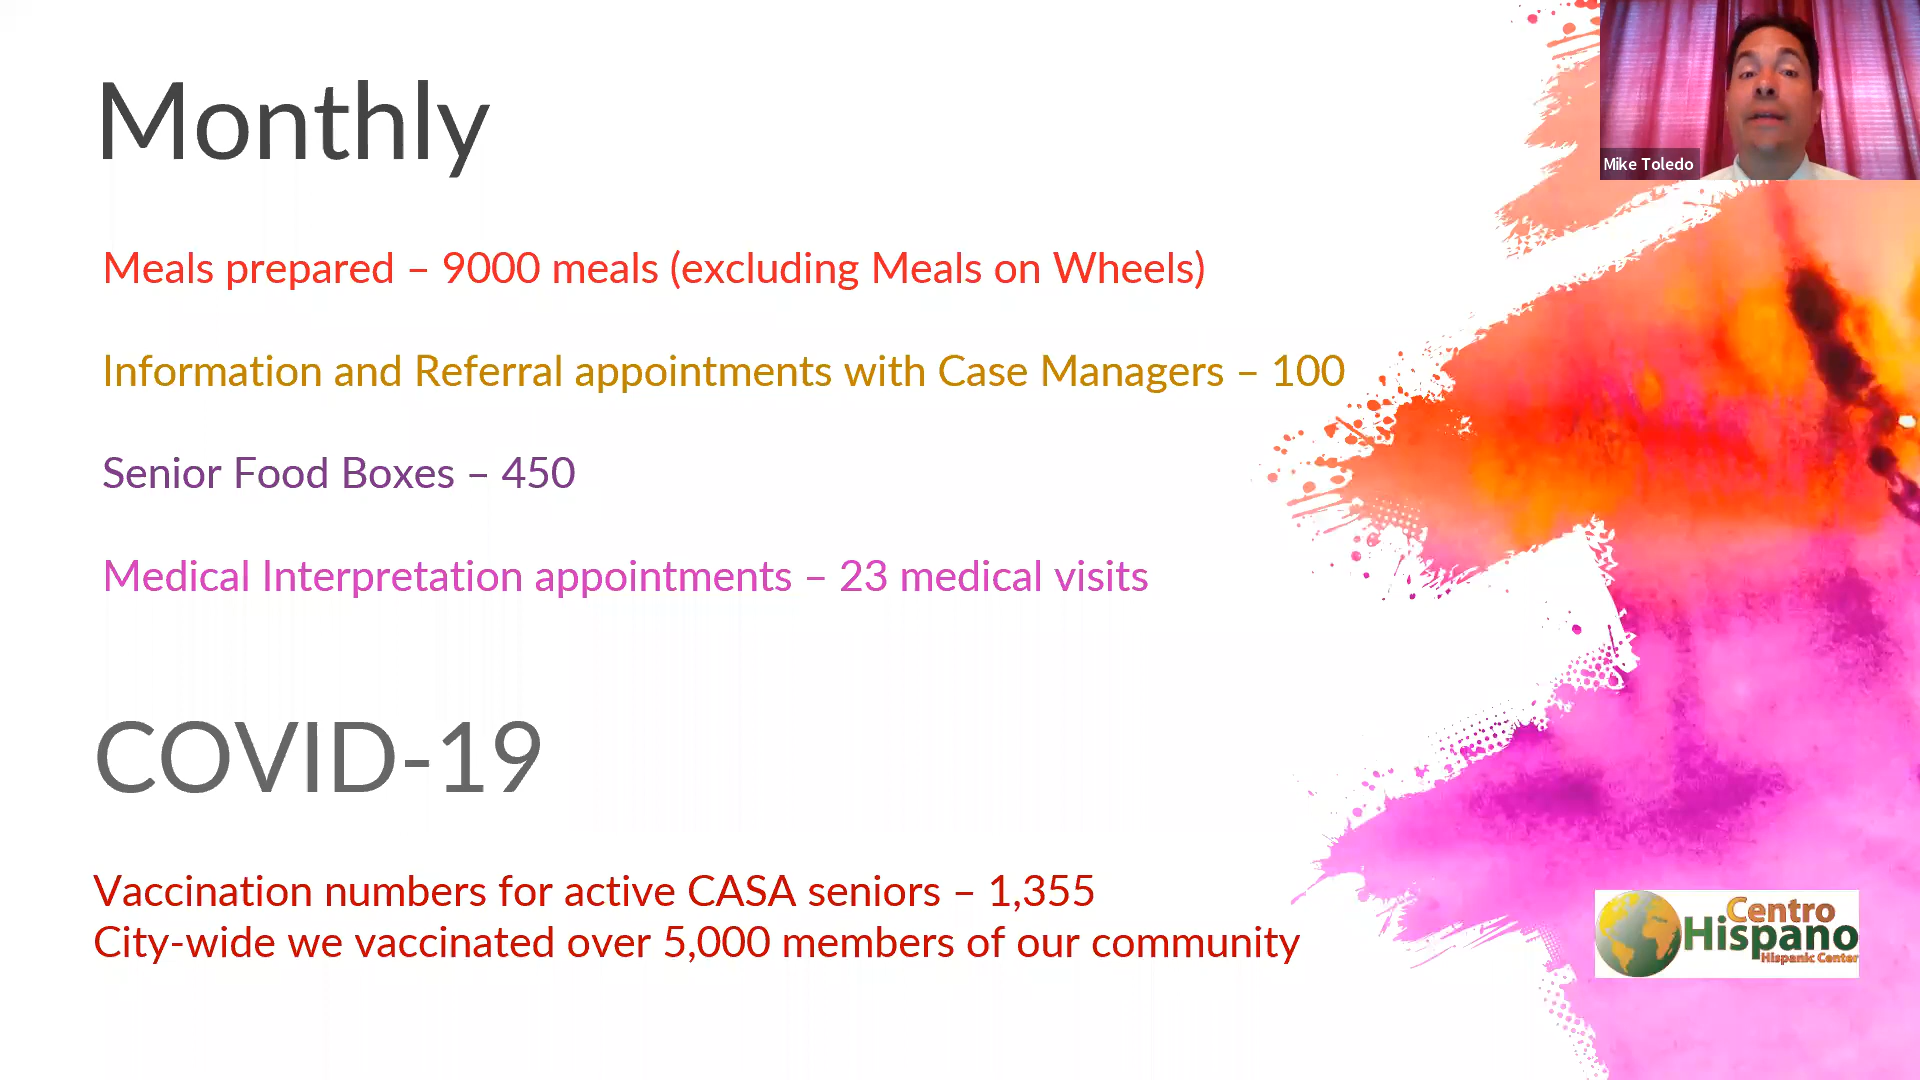 Monthly
Mike Toledo
Meals prepared – 9000 meals (excluding Meals on Wheels)
Information and Referral appointments with Case Managers – 100
Senior Food Boxes – 450
Medical Interpretation appointments – 23 medical visits
COVID-19
Vaccination numbers for active CASA seniors – 1,355
City-wide we vaccinated over 5,000 members of our community
Centro
Hispano
Hispanic Center